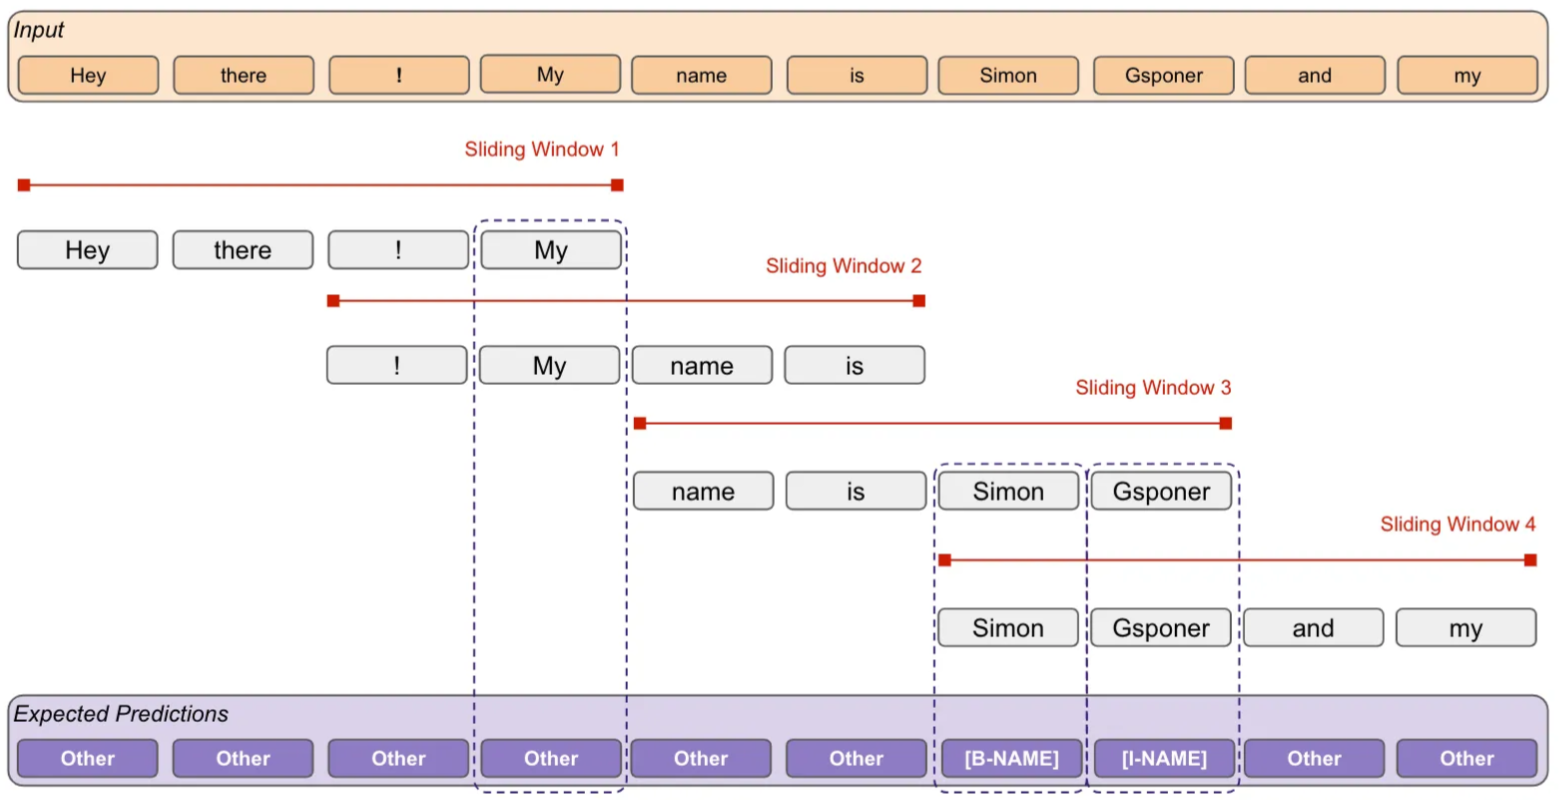 Input
Hey there ! My name is Simon Gsponer and my
Sliding Window 1
Hey there ! My
Sliding Window 2
! My name is
Sliding Window 3
name is Simon Gsponer
Sliding Window 4
Simon Gsponer and my
Expected Predictions
Other Other Other Other Other Other [B-NAME] [I-NAME] Other Other